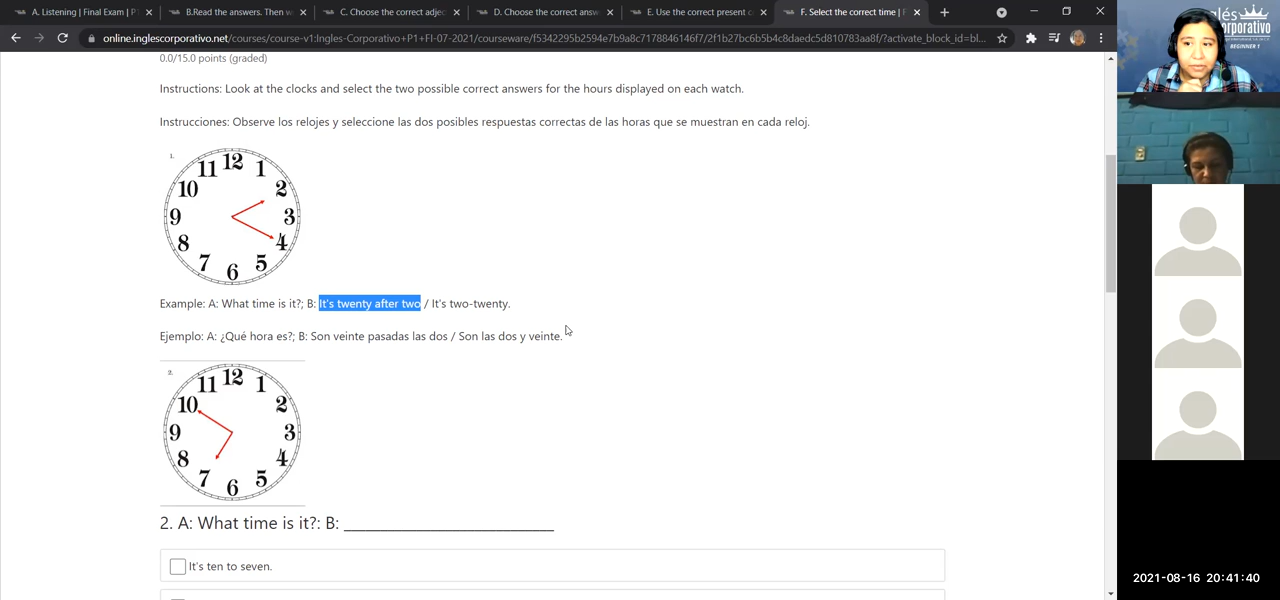 A. Listening | Final Exam | P
B.Read the answers. Then w
C. Choose the correct adjec
D. Choose the correct answ
E. Use the correct present c
F. Select the correct time | F
online.inglescorporativo.net/courses/course-v1:Ingles-Corporativo+P1+FI-07-2021/courseware/f5342295b2594e7b9a8c7178846146f7/2f1b27bc6b5b4c8daedc5d810783aa8f/?activate_block_id=bl...
0.0/15.0 points (graded)
Instructions: Look at the clocks and select the two possible correct answers for the hours displayed on each watch.
Instrucciones: Observe los relojes y seleccione las dos posibles respuestas correctas de las horas que se muestran en cada reloj.
1.
12
11 1
10 2
9 3
8 4
7 5
6
Example: A: What time is it?; B: It's twenty after two / It's two-twenty.
Ejemplo: A: ¿Qué hora es?; B: Son veinte pasadas las dos / Son las dos y veinte.
2.
12
11 1
10 2
9 3
8 4
7 5
6
2. A: What time is it?: B: ___________________________
It's ten to seven.
BEGINNER 1
2021-08-16 20:41:40